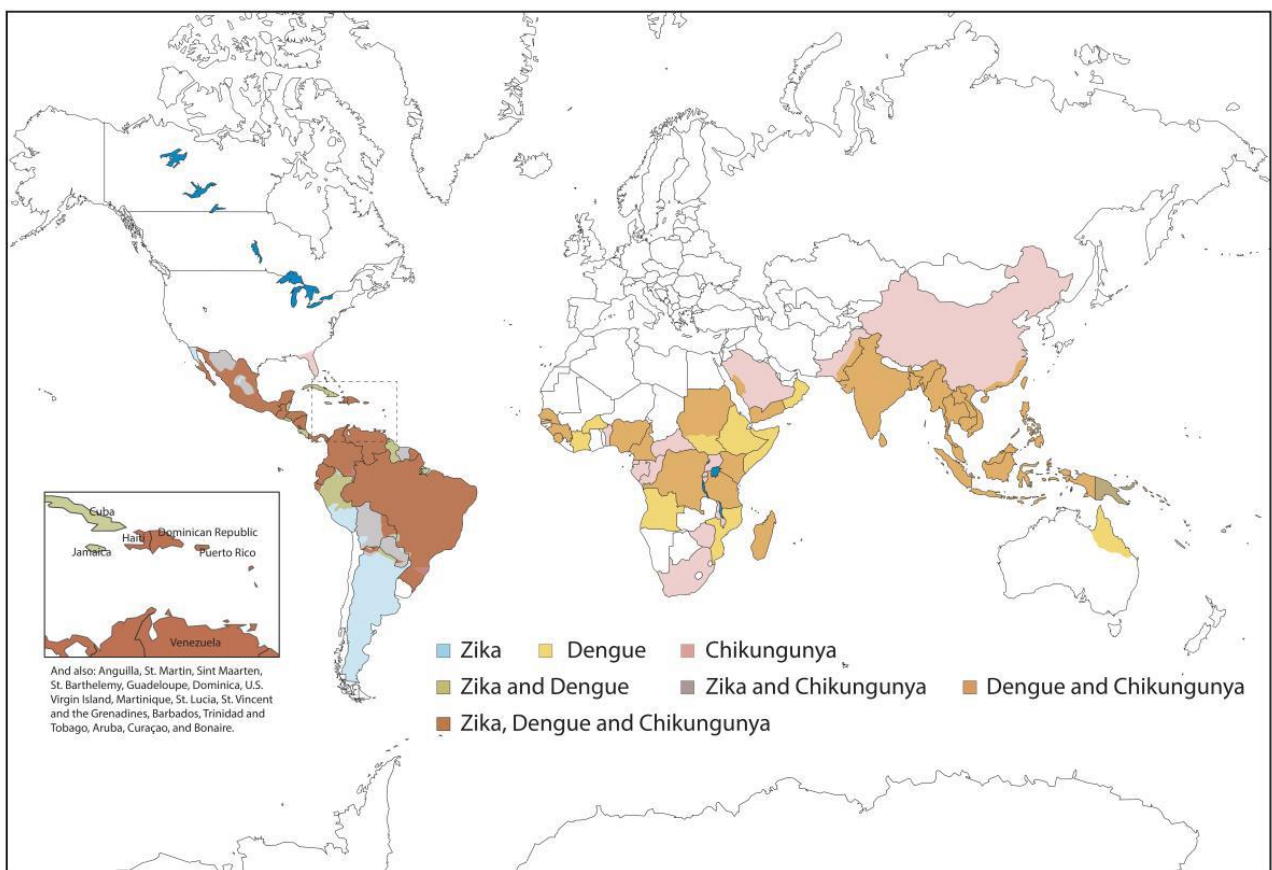 Cuba
Dominican Republic
Haiti
Jamaica
Puerto Rico
Venezuela
And also: Anguilla, St. Martin, Sint Maarten,
St. Barthelemy, Guadeloupe, Dominica, U.S.
Virgin Island, Martinique, St. Lucia, St. Vincent
and the Grenadines, Barbados, Trinidad and
Tobago, Aruba, Curaçao, and Bonaire.
Zika Dengue Chikungunya
Zika and Dengue Zika and Chikungunya Dengue and Chikungunya
Zika, Dengue and Chikungunya